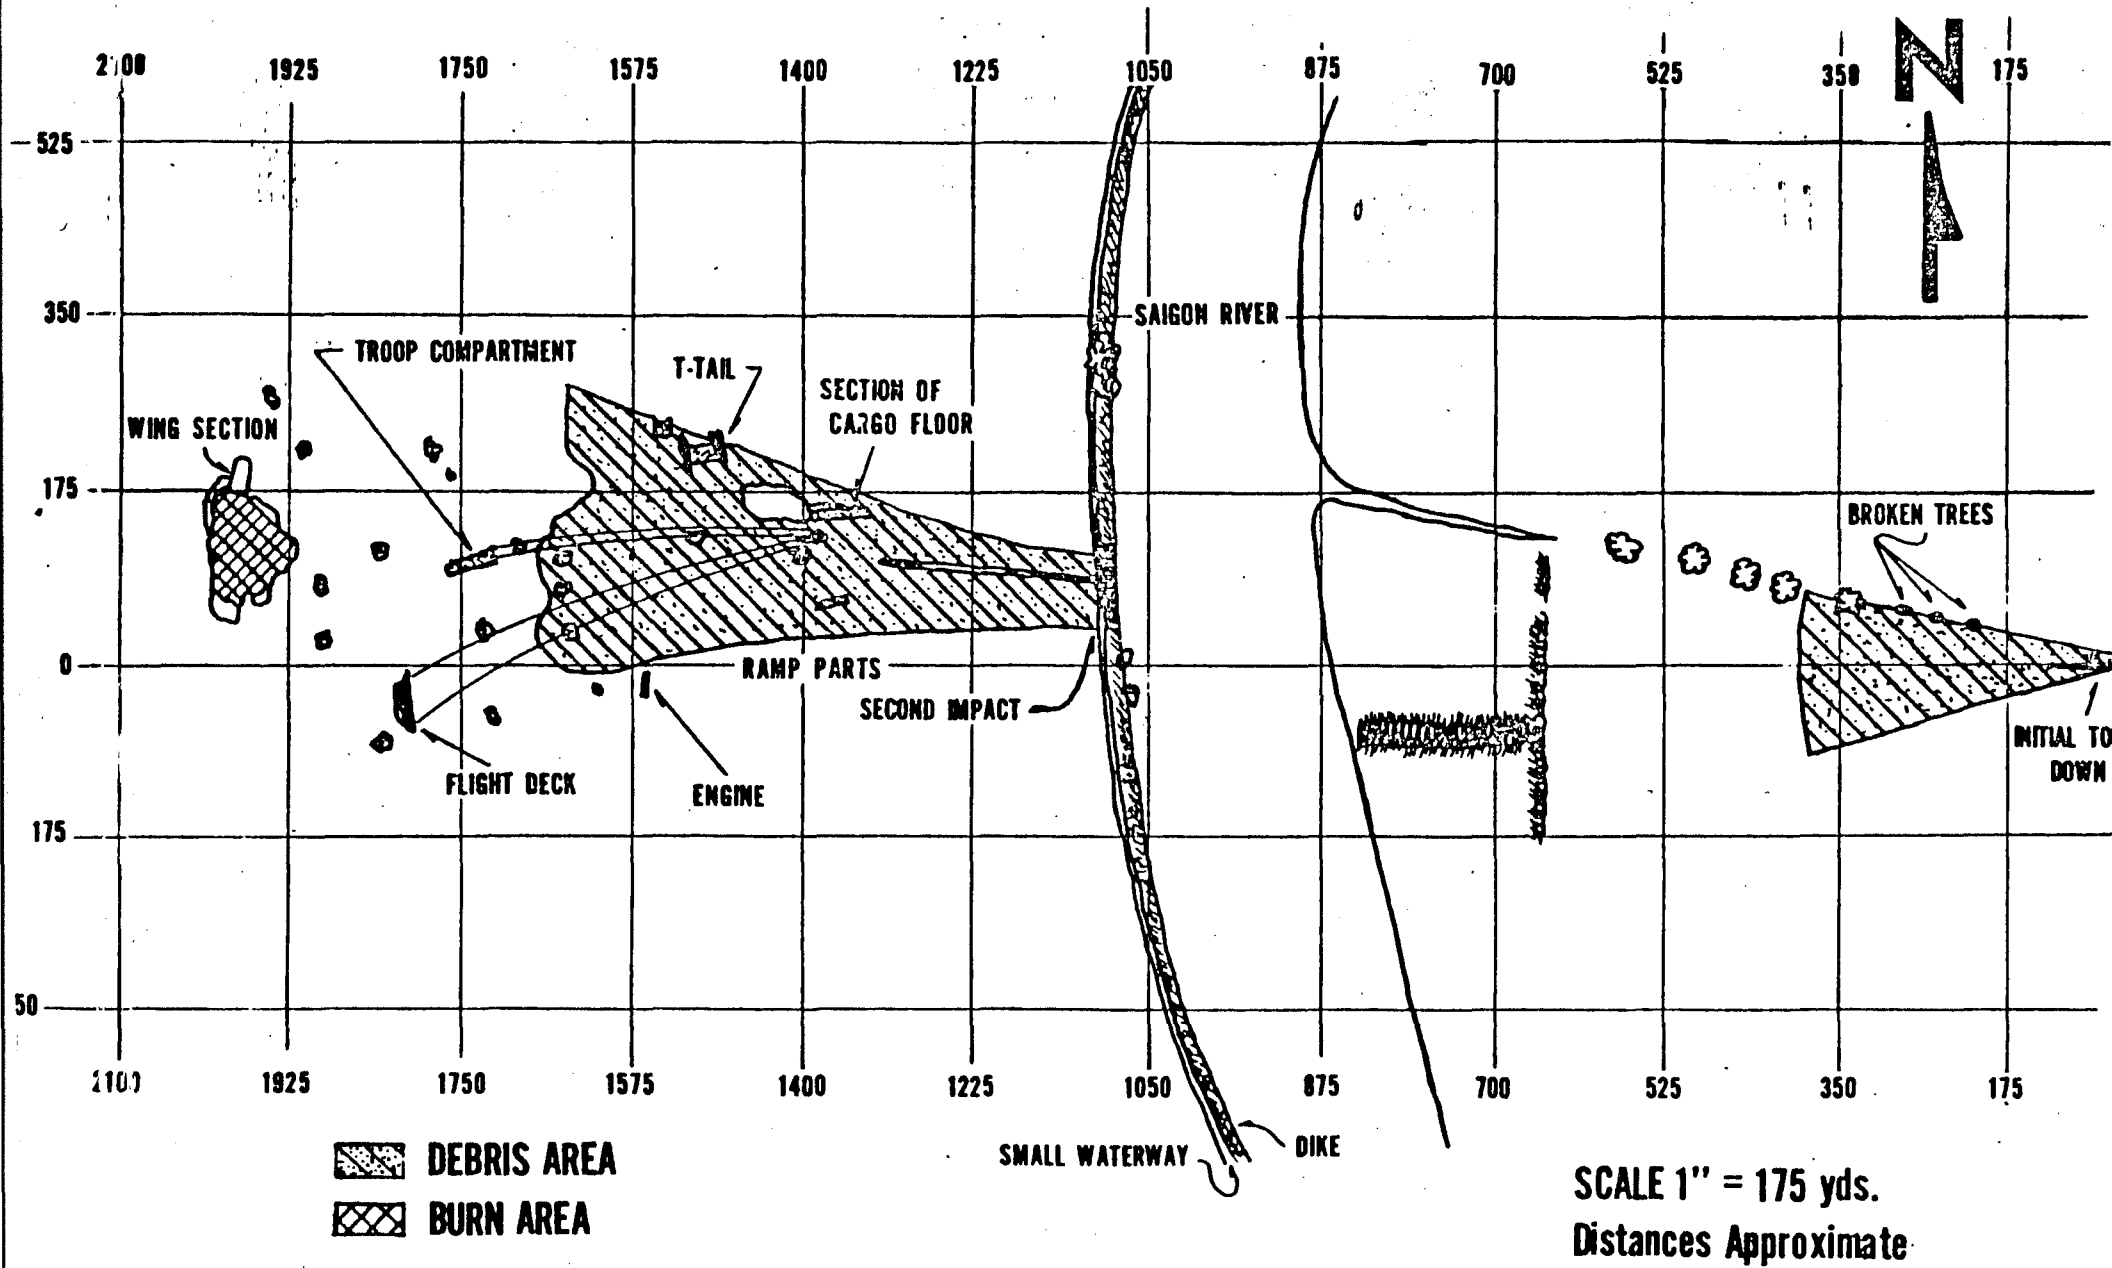 2100 1925 1750 1575 1400 1225 1050 875 700 525 350 175
N
525
350
SAIGON RIVER
TROOP COMPARTMENT
T-TAIL
SECTION OF
CARGO FLOOR
WING SECTION
175
BROKEN TREES
0
RAMP PARTS
SECOND IMPACT
INITIAL TO
DOWN
FLIGHT DECK
ENGINE
175
50
2100 1925 1750 1575 1400 1225 1050 875 700 525 350 175
SMALL WATERWAY
DIKE
DEBRIS AREA
BURN AREA
SCALE 1" = 175 yds.
Distances Approximate